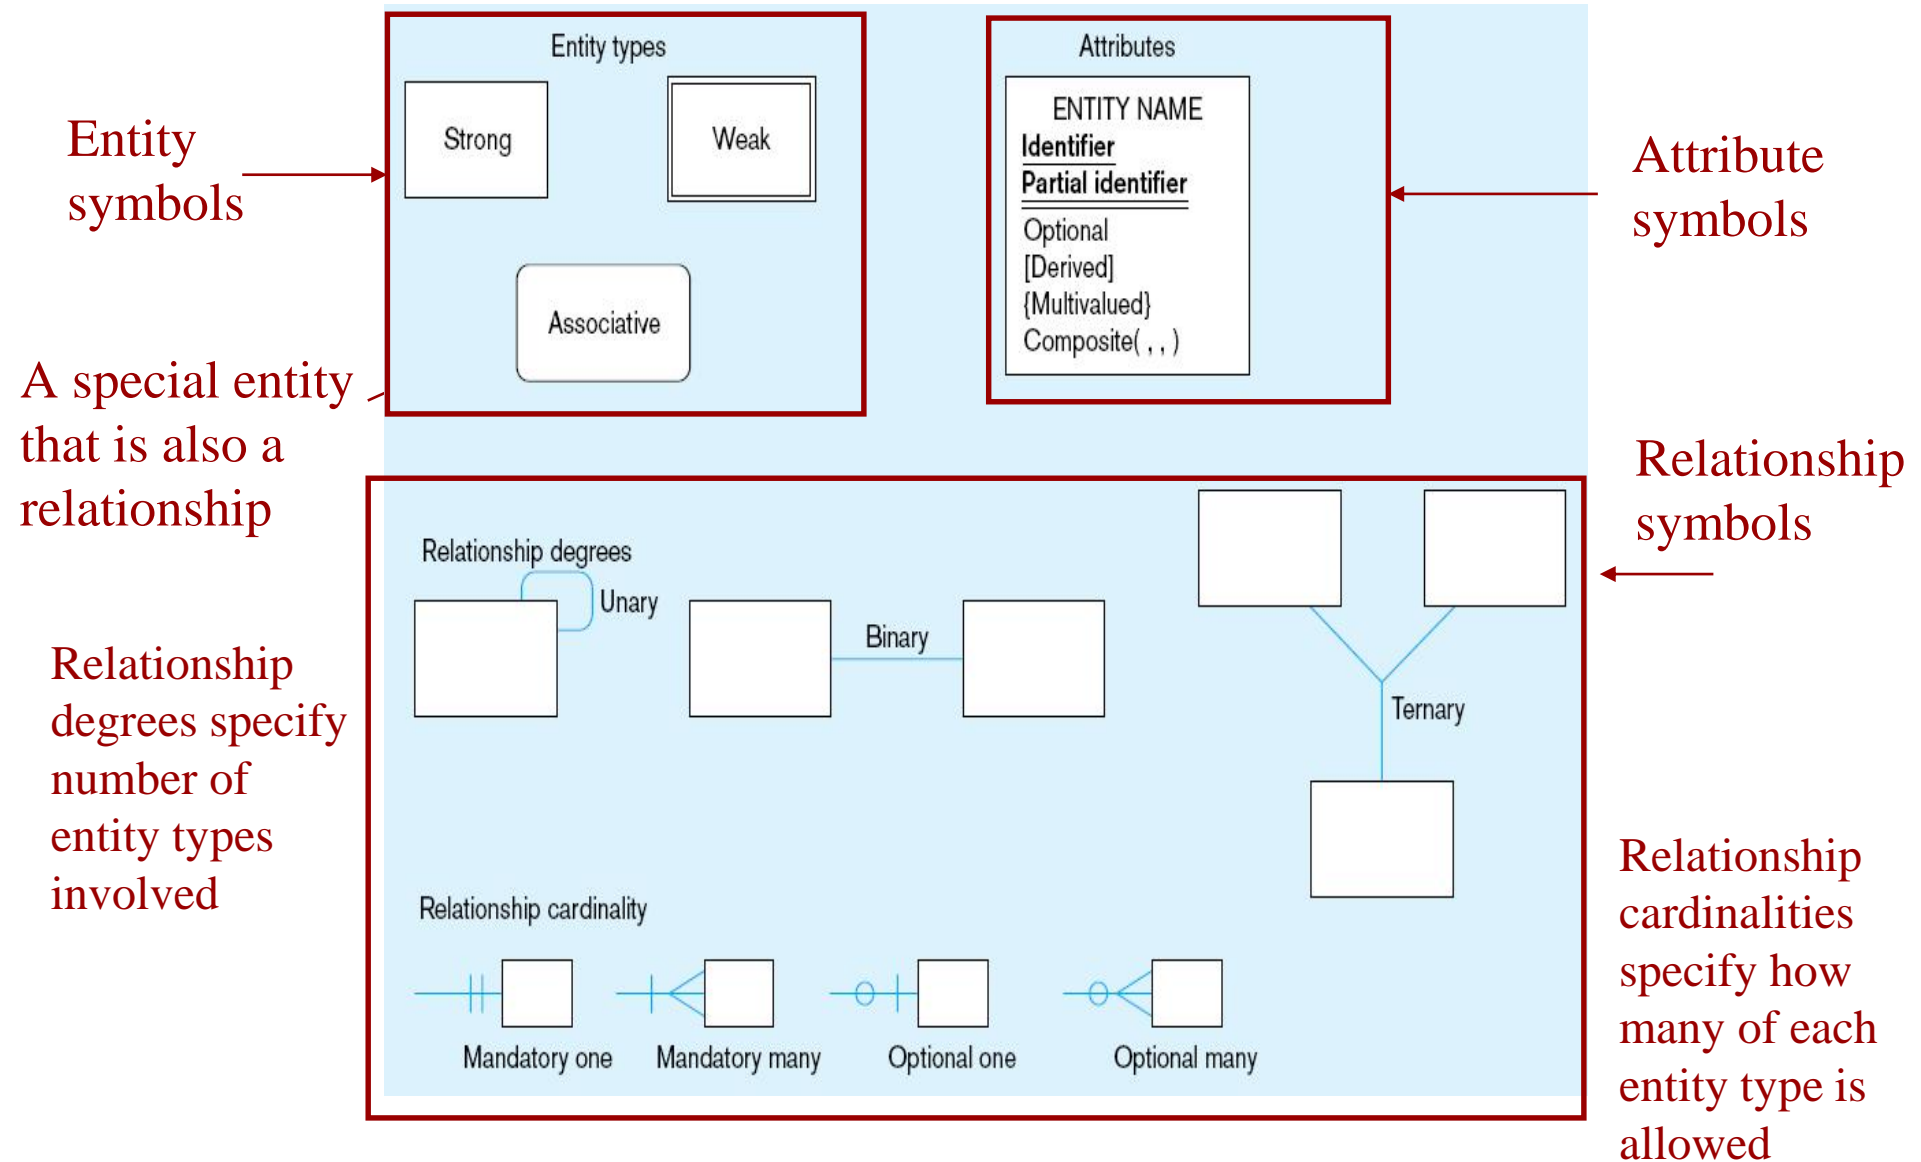 Entity types
Strong
Weak
Associative
Attributes
ENTITY NAME
Identifier
Partial identifier
Optional
[Derived]
{Multivalued}
Composite( , , )
Entity
symbols
Attribute
symbols
A special entity
that is also a
relationship
Relationship
symbols
Relationship degrees
Unary
Binary
Ternary
Relationship
degrees specify
number of
entity types
involved
Relationship cardinality
Mandatory one
Mandatory many
Optional one
Optional many
Relationship
cardinalities
specify how
many of each
entity type is
allowed